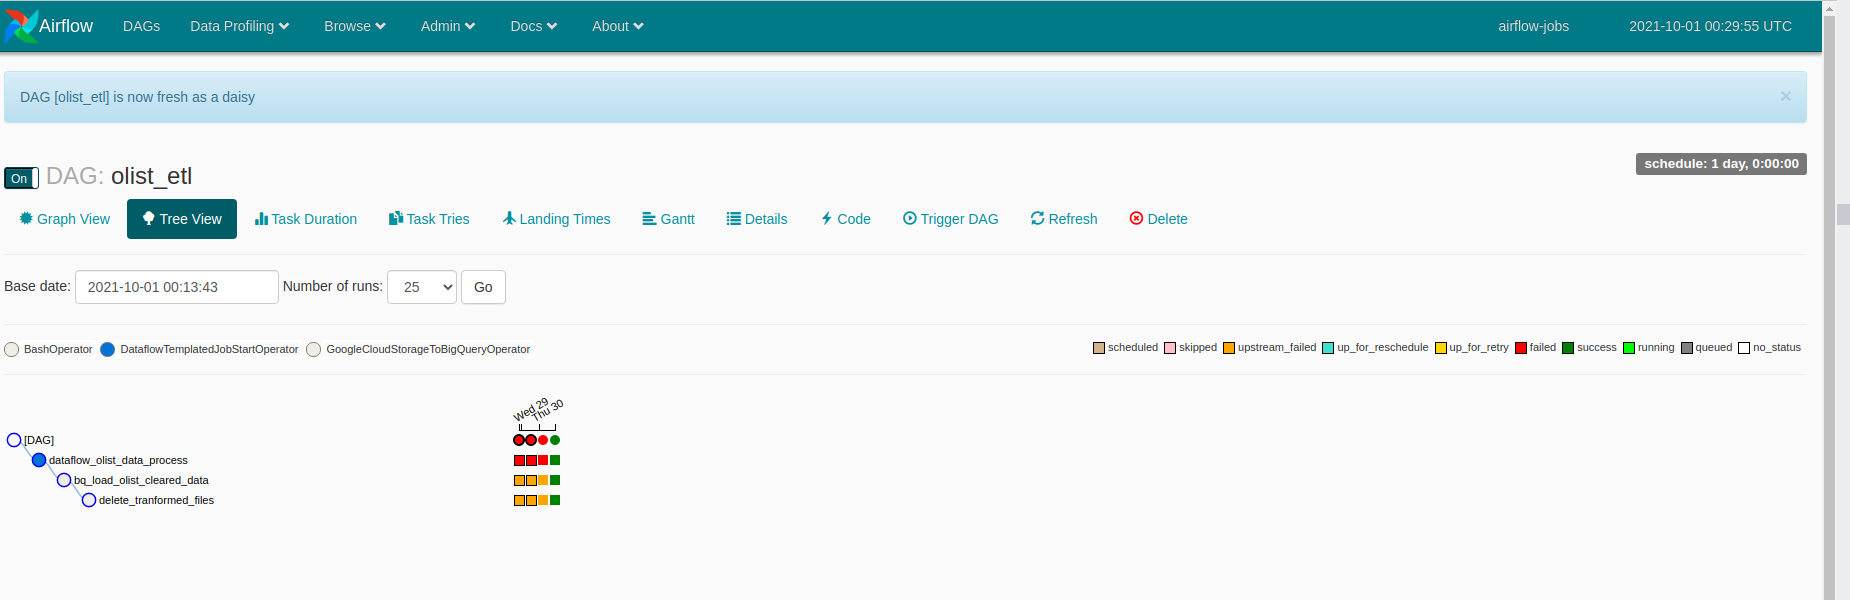 Airflow DAGs Data Profiling Browse Admin Docs About airflow-jobs 2021-10-01 00:29:55 UTC
DAG [olist_etl] is now fresh as a daisy ×
On DAG: olist_etl schedule: 1 day, 0:00:00
Graph View Tree View Task Duration Task Tries Landing Times Gantt Details Code Trigger DAG Refresh Delete
Base date: 2021-10-01 00:13:43 Number of runs: 25 Go
BashOperator DataflowTemplatedJobStartOperator GoogleCloudStorageToBigQueryOperator scheduled skipped upstream_failed up_for_reschedule up_for_retry failed success running queued no_status
Wed 29 Thu 30
[DAG]
dataflow_olist_data_process
bq_load_olist_cleared_data
delete_tranformed_files